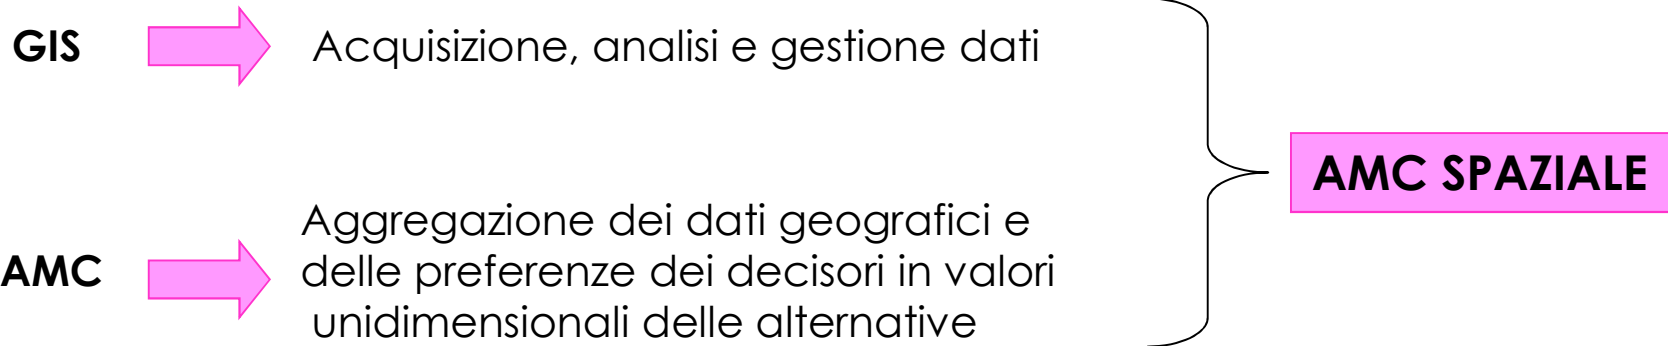 GIS
Acquisizione, analisi e gestione dati
AMC SPAZIALE
AMC
Aggregazione dei dati geografici e
delle preferenze dei decisori in valori
unidimensionali delle alternative